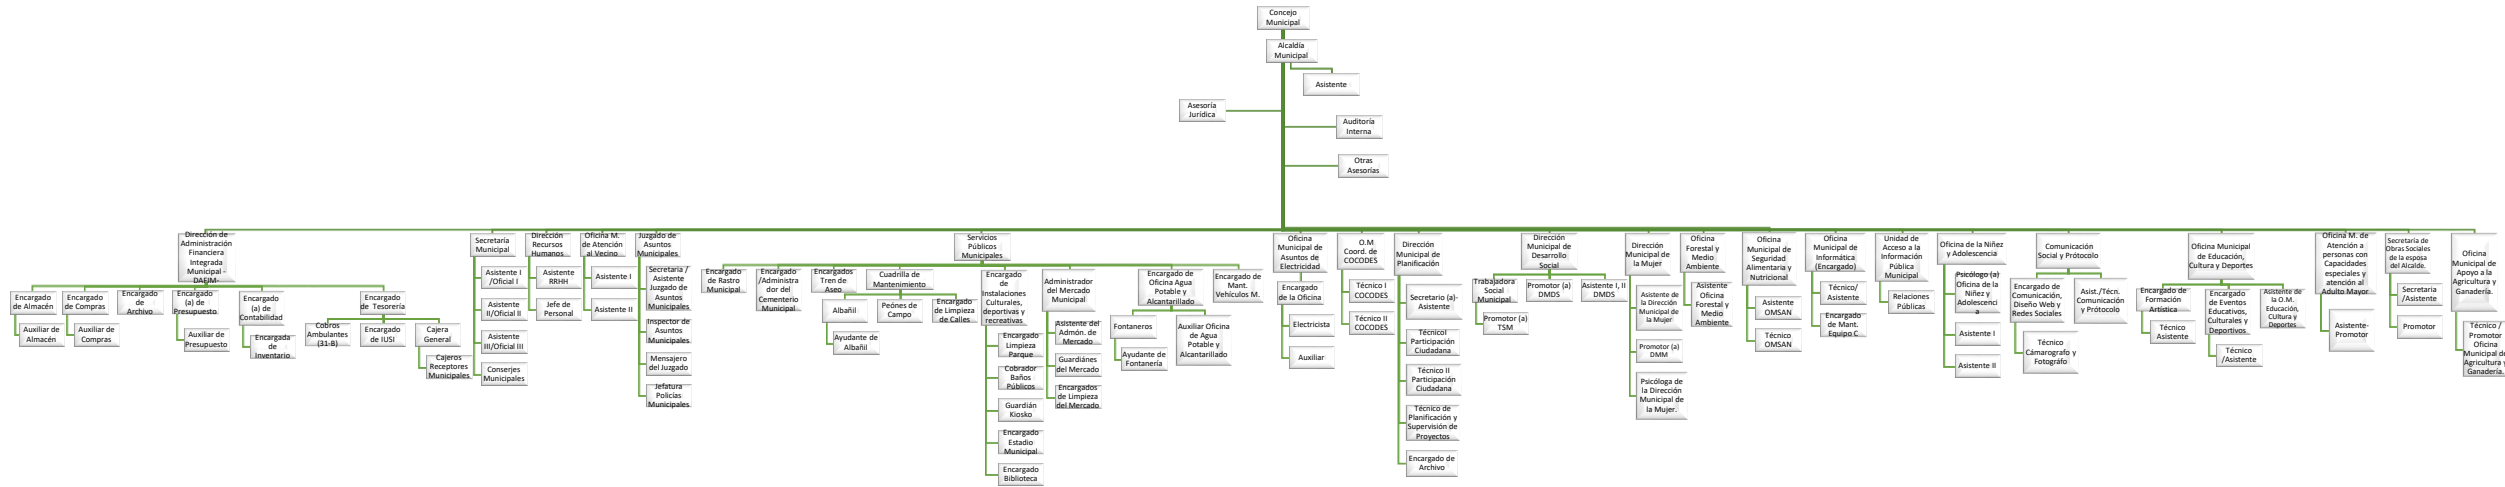 Concejo
Municipal
Alcaldía
Municipal
Asistente
Asesoría
Jurídica
Auditoría
Interna
Otras
Asesorías
Dirección de
Administración
Financiera
Integrada
Municipal -
DAFIM-
Encargado
de Almacén
Auxiliar de
Almacén
Encargado
de Compras
Auxiliar de
Compras
Encargado
de
Archivo
Encargado
(a) de
Presupuesto
Auxiliar de
Presupuesto
Encargado
(a) de
Contabilidad
Encargada
de
Inventario
Encargado
de Tesorería
Cobros
Ambulantes
(31-B)
Encargado
de IUSI
Cajera
General
Cajeros
Receptores
Municipales
Secretaría
Municipal
Asistente I
/Oficial I
Asistente
II/Oficial II
Asistente
III/Oficial III
Conserjes
Municipales
Dirección
Recursos
Humanos
Asistente
RRHH
Jefe de
Personal
Oficina M.
de Atención
al Vecino
Asistente I
Asistente II
Juzgado de
Asuntos
Municipales
Secretaria /
Asistente
Juzgado de
Asuntos
Municipales
Inspector de
Asuntos
Municipales
Mensajero
del Juzgado
Jefatura
Policías
Municipales
Servicios
Públicos
Municipales
Encargado
de Rastro
Municipal
Encargado
/Administra
dor del
Cementerio
Municipal
Encargados
Tren de
Aseo
Cuadrilla de
Mantenimiento
Albañil
Ayudante de
Albañil
Peónes de
Campo
Encargado
de Limpieza
de Calles
Encargado
de
Instalaciones
Culturales,
deportivas y
recreativas
Encargado
Limpieza
Parque
Cobrador
Baños
Públicos
Guardián
Kiosko
Encargado
Estadio
Municipal
Encargado
Biblioteca
Administrador
del Mercado
Municipal
Asistente del
Admón. de
Mercado
Guardiánes
del Mercado
Encargados
de Limpieza
del Mercado
Encargado de
Oficina Agua
Potable y
Alcantarillado
Fontaneros
Ayudante de
Fontanería
Auxiliar Oficina
de Agua
Potable y
Alcantarillado
Encargado de
Mant.
Vehículos M.
Oficina
Municipal de
Asuntos de
Electricidad
Encargado
de la Oficina
Electricista
Auxiliar
O.M
Coord. de
COCODES
Técnico I
COCODES
Técnico II
COCODES
Dirección
Municipal de
Planificación
Secretario (a)-
Asistente
TécnicoI
Participación
Ciudadana
Técnico II
Participación
Ciudadana
Técnico de
Planificación y
Supervisión de
Proyectos
Encargado de
Archivo
Dirección
Municipal de
Desarrollo
Social
Trabajadora
Social
Municipal
Promotor (a)
TSM
Promotor (a)
DMDS
Asistente I, II
DMDS
Dirección
Municipal de
la Mujer
Asistente de
la Dirección
Municipal de
la Mujer
Promotor (a)
DMM
Psicóloga de
la Dirección
Municipal de
la Mujer.
Oficina
Forestal y
Medio
Ambiente
Asistente
Oficina
Forestal y
Medio
Ambiente
Oficina
Municipal de
Seguridad
Alimentaria y
Nutricional
Asistente
OMSAN
Técnico
OMSAN
Oficina
Municipal de
Informática
(Encargado)
Técnico/
Asistente
Encargado
de Mant.
Equipo C
Unidad de
Acceso a la
Información
Pública
Municipal
Relaciones
Públicas
Oficina de la Niñez
y Adolescencia
Psicólogo (a)
Oficina de la
Niñez y
Adolescenci
a
Asistente I
Asistente II
Comunicación
Social y Prótocolo
Encargado de
Comunicación,
Diseño Web y
Redes Sociales
Técnico
Cámarografo y
Fotográfo
Asist./Técn.
Comunicación
y Prótocolo
Oficina Municipal
de Educación,
Cultura y Deportes
Encargado de
Formación
Artística
Técnico
Asistente
Encargado
de Eventos
Educativos,
Culturales y
Deportivos.
Técnico
/Asistente
Asistente de
la O.M.
Educación,
Cultura y
Deportes
Oficina M. de
Atención a
personas con
Capacidades
especiales y
atención al
Adulto Mayor
Asistente-
Promotor
Secretaría de
Obras Sociales
de la esposa
del Alcalde.
Secretaria
/Asistente
Promotor
Oficina
Municipal de
Apoyo a la
Agricultura y
Ganadería.
Técnico /
Promotor
Oficina
Municipal de
Agricultura y
Ganadería.